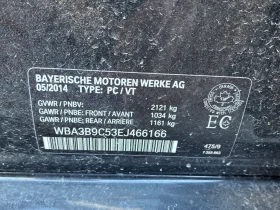 BAYERISCHE MOTOREN WERKE AG
05/2014 TYPE: PC / VT
GVWR / PNBV: 2121 kg
GAWR / PNBE: FRONT / AVANT 1034 kg
GAWR / PNBE: REAR / ARRIERE 1161 kg
WBA3B9C53EJ466166
EC